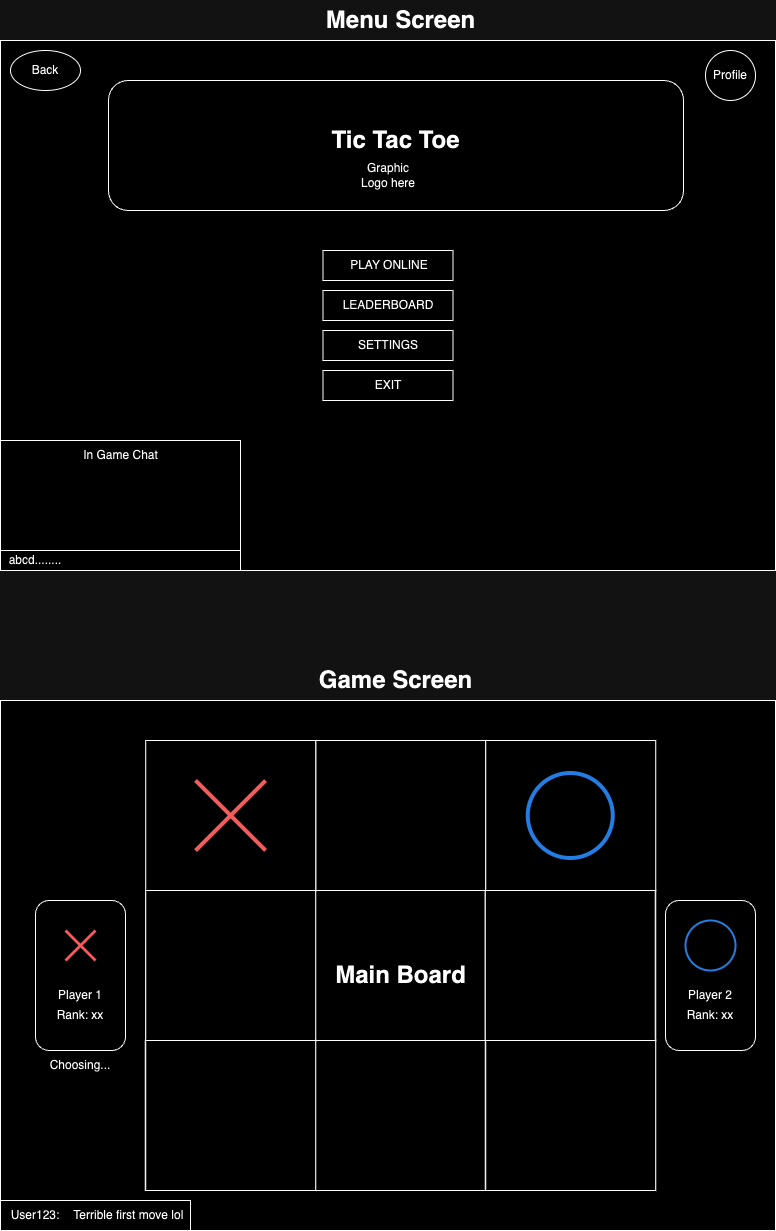 Menu Screen
Back
Profile
Tic Tac Toe
Graphic
Logo here
PLAY ONLINE
LEADERBOARD
SETTINGS
EXIT
In Game Chat
abcd........
Game Screen
Main Board
Player 1
Rank: xx
Choosing...
Player 2
Rank: xx
User123: Terrible first move lol